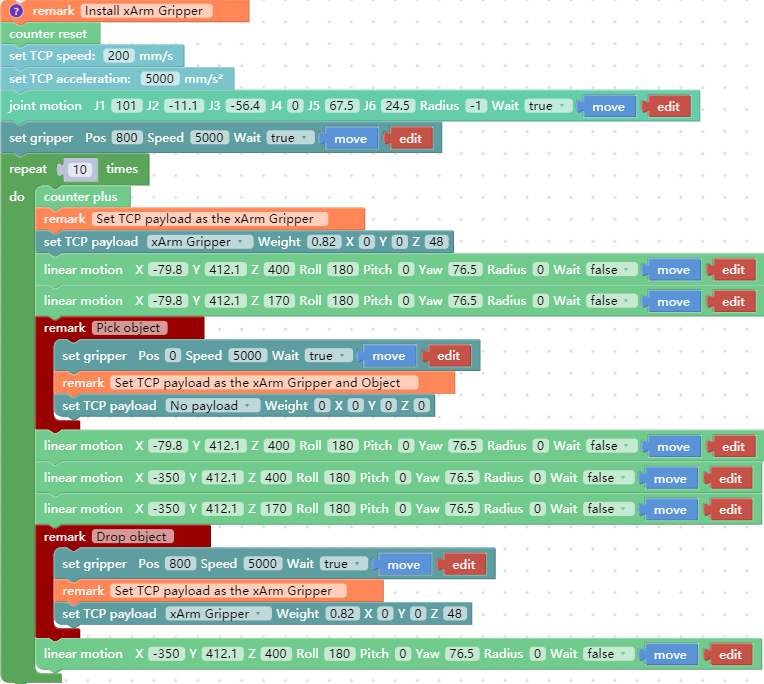 ? remark Install xArm Gripper
counter reset
set TCP speed: 200 mm/s
set TCP acceleration: 5000 mm/s²
joint motion J1 101 J2 -11.1 J3 -56.4 J4 0 J5 67.5 J6 24.5 Radius -1 Wait true move edit
set gripper Pos 800 Speed 5000 Wait true move edit
repeat 10 times
do counter plus
remark Set TCP payload as the xArm Gripper
set TCP payload xArm Gripper Weight 0.82 X 0 Y 0 Z 48
linear motion X -79.8 Y 412.1 Z 400 Roll 180 Pitch 0 Yaw 76.5 Radius 0 Wait false move edit
linear motion X -79.8 Y 412.1 Z 170 Roll 180 Pitch 0 Yaw 76.5 Radius 0 Wait false move edit
remark Pick object
set gripper Pos 0 Speed 5000 Wait true move edit
remark Set TCP payload as the xArm Gripper and Object
set TCP payload No payload Weight 0 X 0 Y 0 Z 0
linear motion X -79.8 Y 412.1 Z 400 Roll 180 Pitch 0 Yaw 76.5 Radius 0 Wait false move edit
linear motion X -350 Y 412.1 Z 400 Roll 180 Pitch 0 Yaw 76.5 Radius 0 Wait false move edit
linear motion X -350 Y 412.1 Z 170 Roll 180 Pitch 0 Yaw 76.5 Radius 0 Wait false move edit
remark Drop object
set gripper Pos 800 Speed 5000 Wait true move edit
remark Set TCP payload as the xArm Gripper
set TCP payload xArm Gripper Weight 0.82 X 0 Y 0 Z 48
linear motion X -350 Y 412.1 Z 400 Roll 180 Pitch 0 Yaw 76.5 Radius 0 Wait false move edit